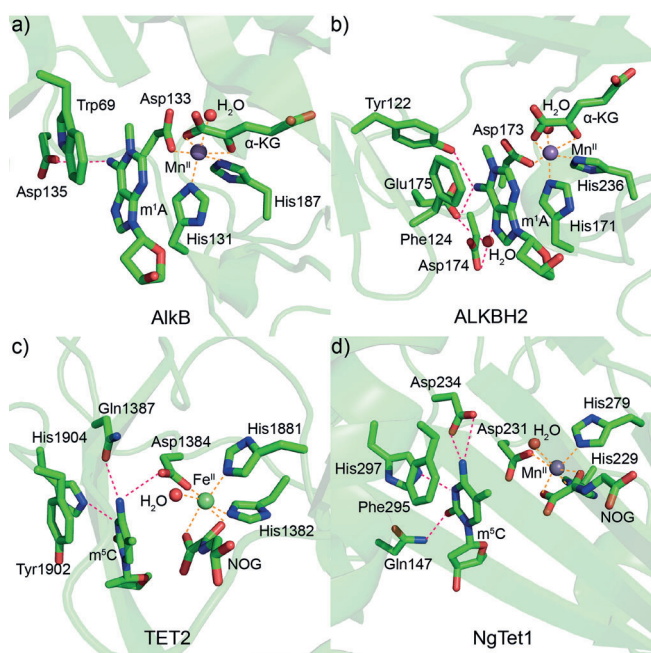 a)
Trp69
Asp133
H₂O
α-KG
Asp135
Mnᴵᴵ
m¹A
His187
His131
AlkB
b)
Tyr122
H₂O
Asp173
α-KG
Mnᴵᴵ
Glu175
His236
m¹A
Phe124
His171
Asp174
H₂O
ALKBH2
c)
Gln1387
His1904
Asp1384
His1881
Feᴵᴵ
H₂O
His1382
Tyr1902
m⁵C
NOG
TET2
d)
Asp234
His279
Asp231
H₂O
His297
Mnᴵᴵ
His229
Phe295
NOG
m⁵C
Gln147
NgTet1